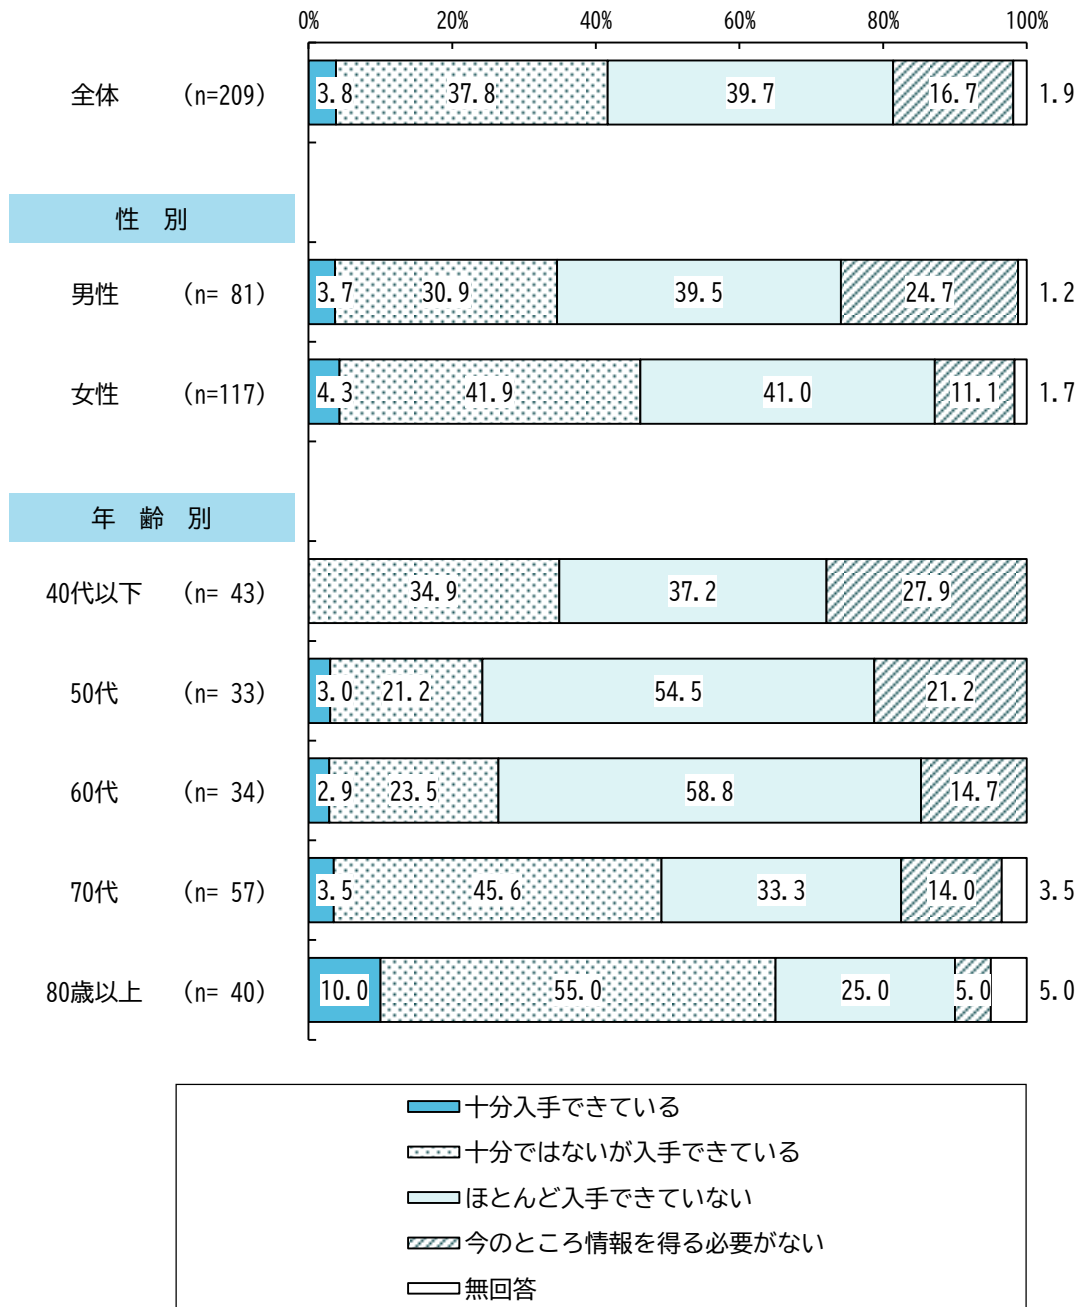 0% 20% 40% 60% 80% 100%
全体 (n=209) 3.8 37.8 39.7 16.7 1.9
性 別
男性 (n= 81) 3.7 30.9 39.5 24.7 1.2
女性 (n=117) 4.3 41.9 41.0 11.1 1.7
年 齢 別
40代以下 (n= 43) 34.9 37.2 27.9
50代 (n= 33) 3.0 21.2 54.5 21.2
60代 (n= 34) 2.9 23.5 58.8 14.7
70代 (n= 57) 3.5 45.6 33.3 14.0 3.5
80歳以上 (n= 40) 10.0 55.0 25.0 5.0 5.0
十分入手できている
十分ではないが入手できている
ほとんど入手できていない
今のところ情報を得る必要がない
無回答